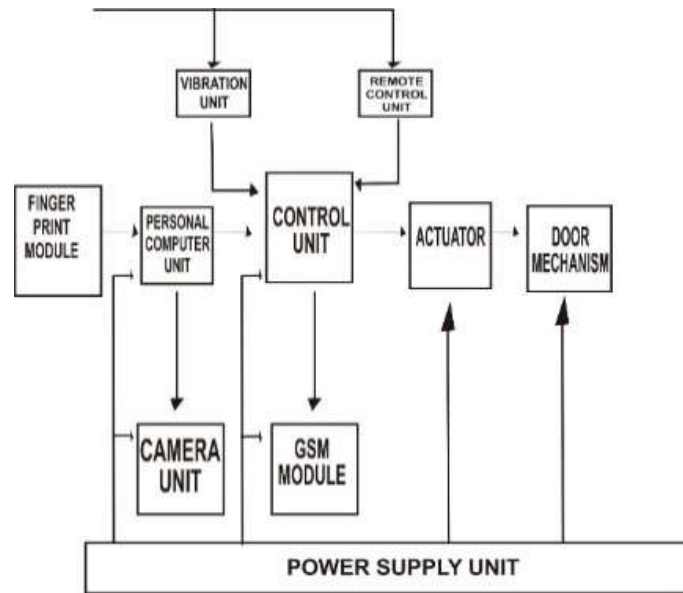 VIBRATION
UNIT
REMOTE
CONTROL
UNIT
FINGER
PRINT
MODULE
PERSONAL
COMPUTER
UNIT
CONTROL
UNIT
ACTUATOR
DOOR
MECHANISM
CAMERA
UNIT
GSM
MODULE
POWER SUPPLY UNIT